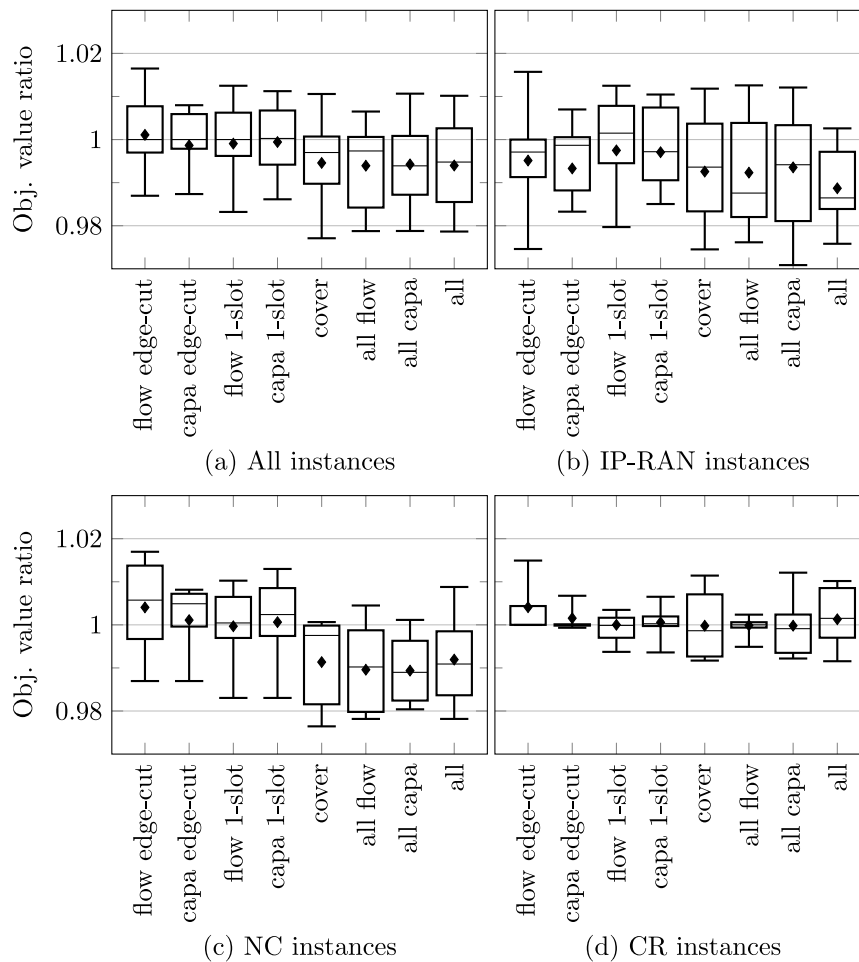 Obj. value ratio
1.02
1
0.98
flow edge-cut
capa edge-cut
flow 1-slot
capa 1-slot
cover
all flow
all capa
all
(a) All instances
flow edge-cut
capa edge-cut
flow 1-slot
capa 1-slot
cover
all flow
all capa
all
(b) IP-RAN instances
Obj. value ratio
1.02
1
0.98
flow edge-cut
capa edge-cut
flow 1-slot
capa 1-slot
cover
all flow
all capa
all
(c) NC instances
flow edge-cut
capa edge-cut
flow 1-slot
capa 1-slot
cover
all flow
all capa
all
(d) CR instances